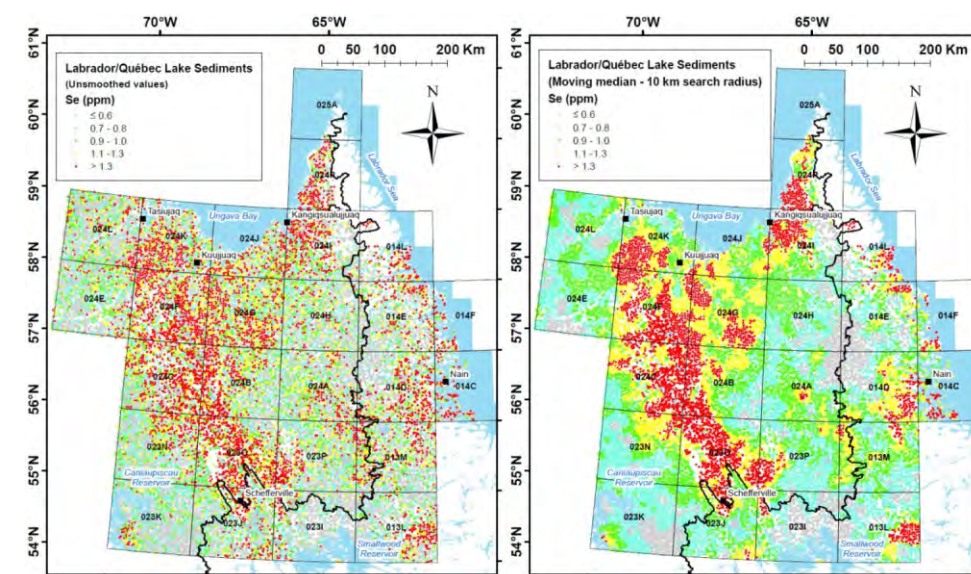 70°W
65°W
0 50 100 200 Km
61°N
60°N
59°N
58°N
57°N
56°N
55°N
54°N
Labrador/Québec Lake Sediments
(Unsmoothed values)
Se (ppm)
≤ 0.6
0.7 - 0.8
0.9 - 1.0
1.1 -1.3
> 1.3
N
025A
Labrador Sea
Tasiujaq
Ungava Bay
Kangiqsualujjuaq
024L
024K
024J
024I
014L
Kuujjuaq
024E
024F
024G
024H
014E
014F
024C
024B
024A
014D
Nain
014C
023N
023O
023P
013M
Caniapiscau
Reservoir
Schefferville
023K
023J
023I
013L
Smallwood
Reservoir
70°W
65°W
0 50 100 200 Km
61°N
60°N
59°N
58°N
57°N
56°N
55°N
54°N
Labrador/Québec Lake Sediments
(Moving median - 10 km search radius)
Se (ppm)
≤ 0.6
0.7 - 0.8
0.9 - 1.0
1.1 - 1.3
> 1.3
N
025A
Labrador Sea
Tasiujaq
Ungava Bay
Kangiqsualujjuaq
024L
024K
024J
024I
014L
Kuujjuaq
024E
024F
024G
024H
014E
014F
024C
024B
024A
014D
Nain
014C
023N
023O
023P
013M
Caniapiscau
Reservoir
Schefferville
023K
023J
023I
013L
Smallwood
Reservoir